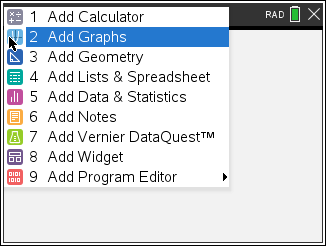 RAD
1 Add Calculator
2 Add Graphs
3 Add Geometry
4 Add Lists & Spreadsheet
5 Add Data & Statistics
6 Add Notes
7 Add Vernier DataQuest™
8 Add Widget
9 Add Program Editor